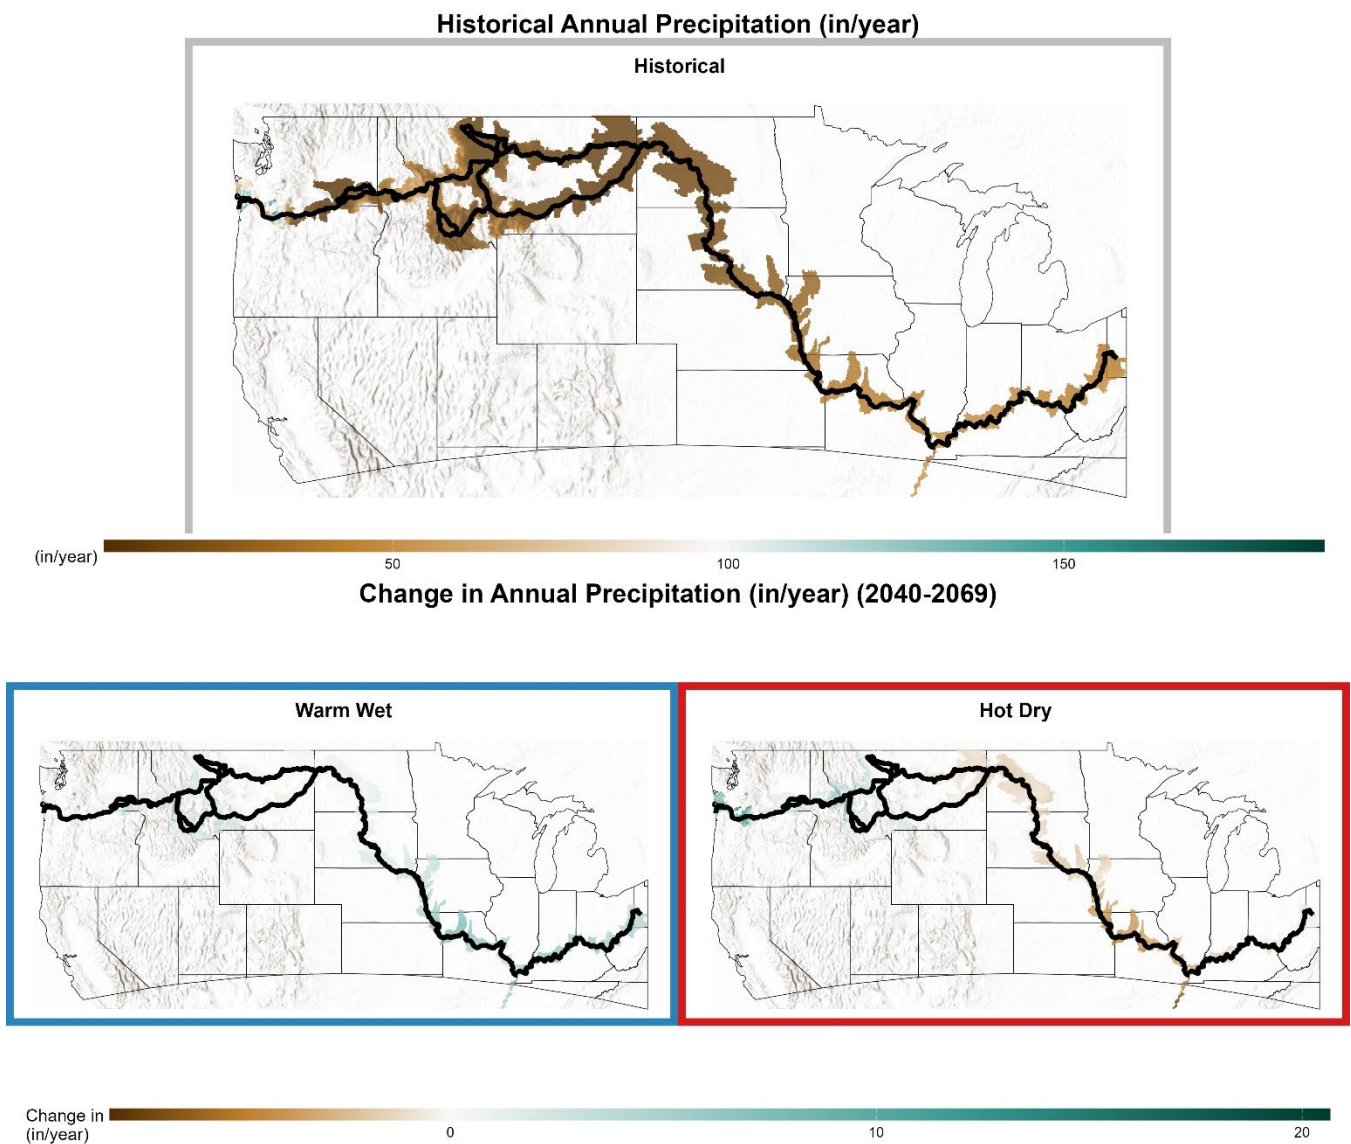 Historical Annual Precipitation (in/year)
Historical
(in/year)
50
100
150
Change in Annual Precipitation (in/year) (2040-2069)
Warm Wet
Hot Dry
Change in
(in/year)
0
10
20